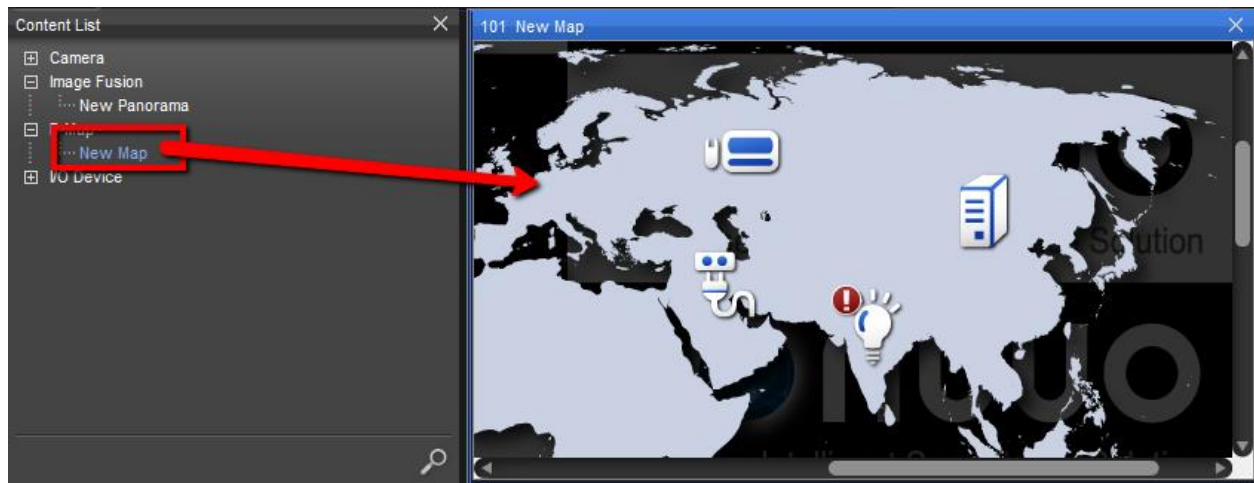 Content List
Camera
Image Fusion
New Panorama
New Map
I/O Device
101 New Map
Solution
nuuo